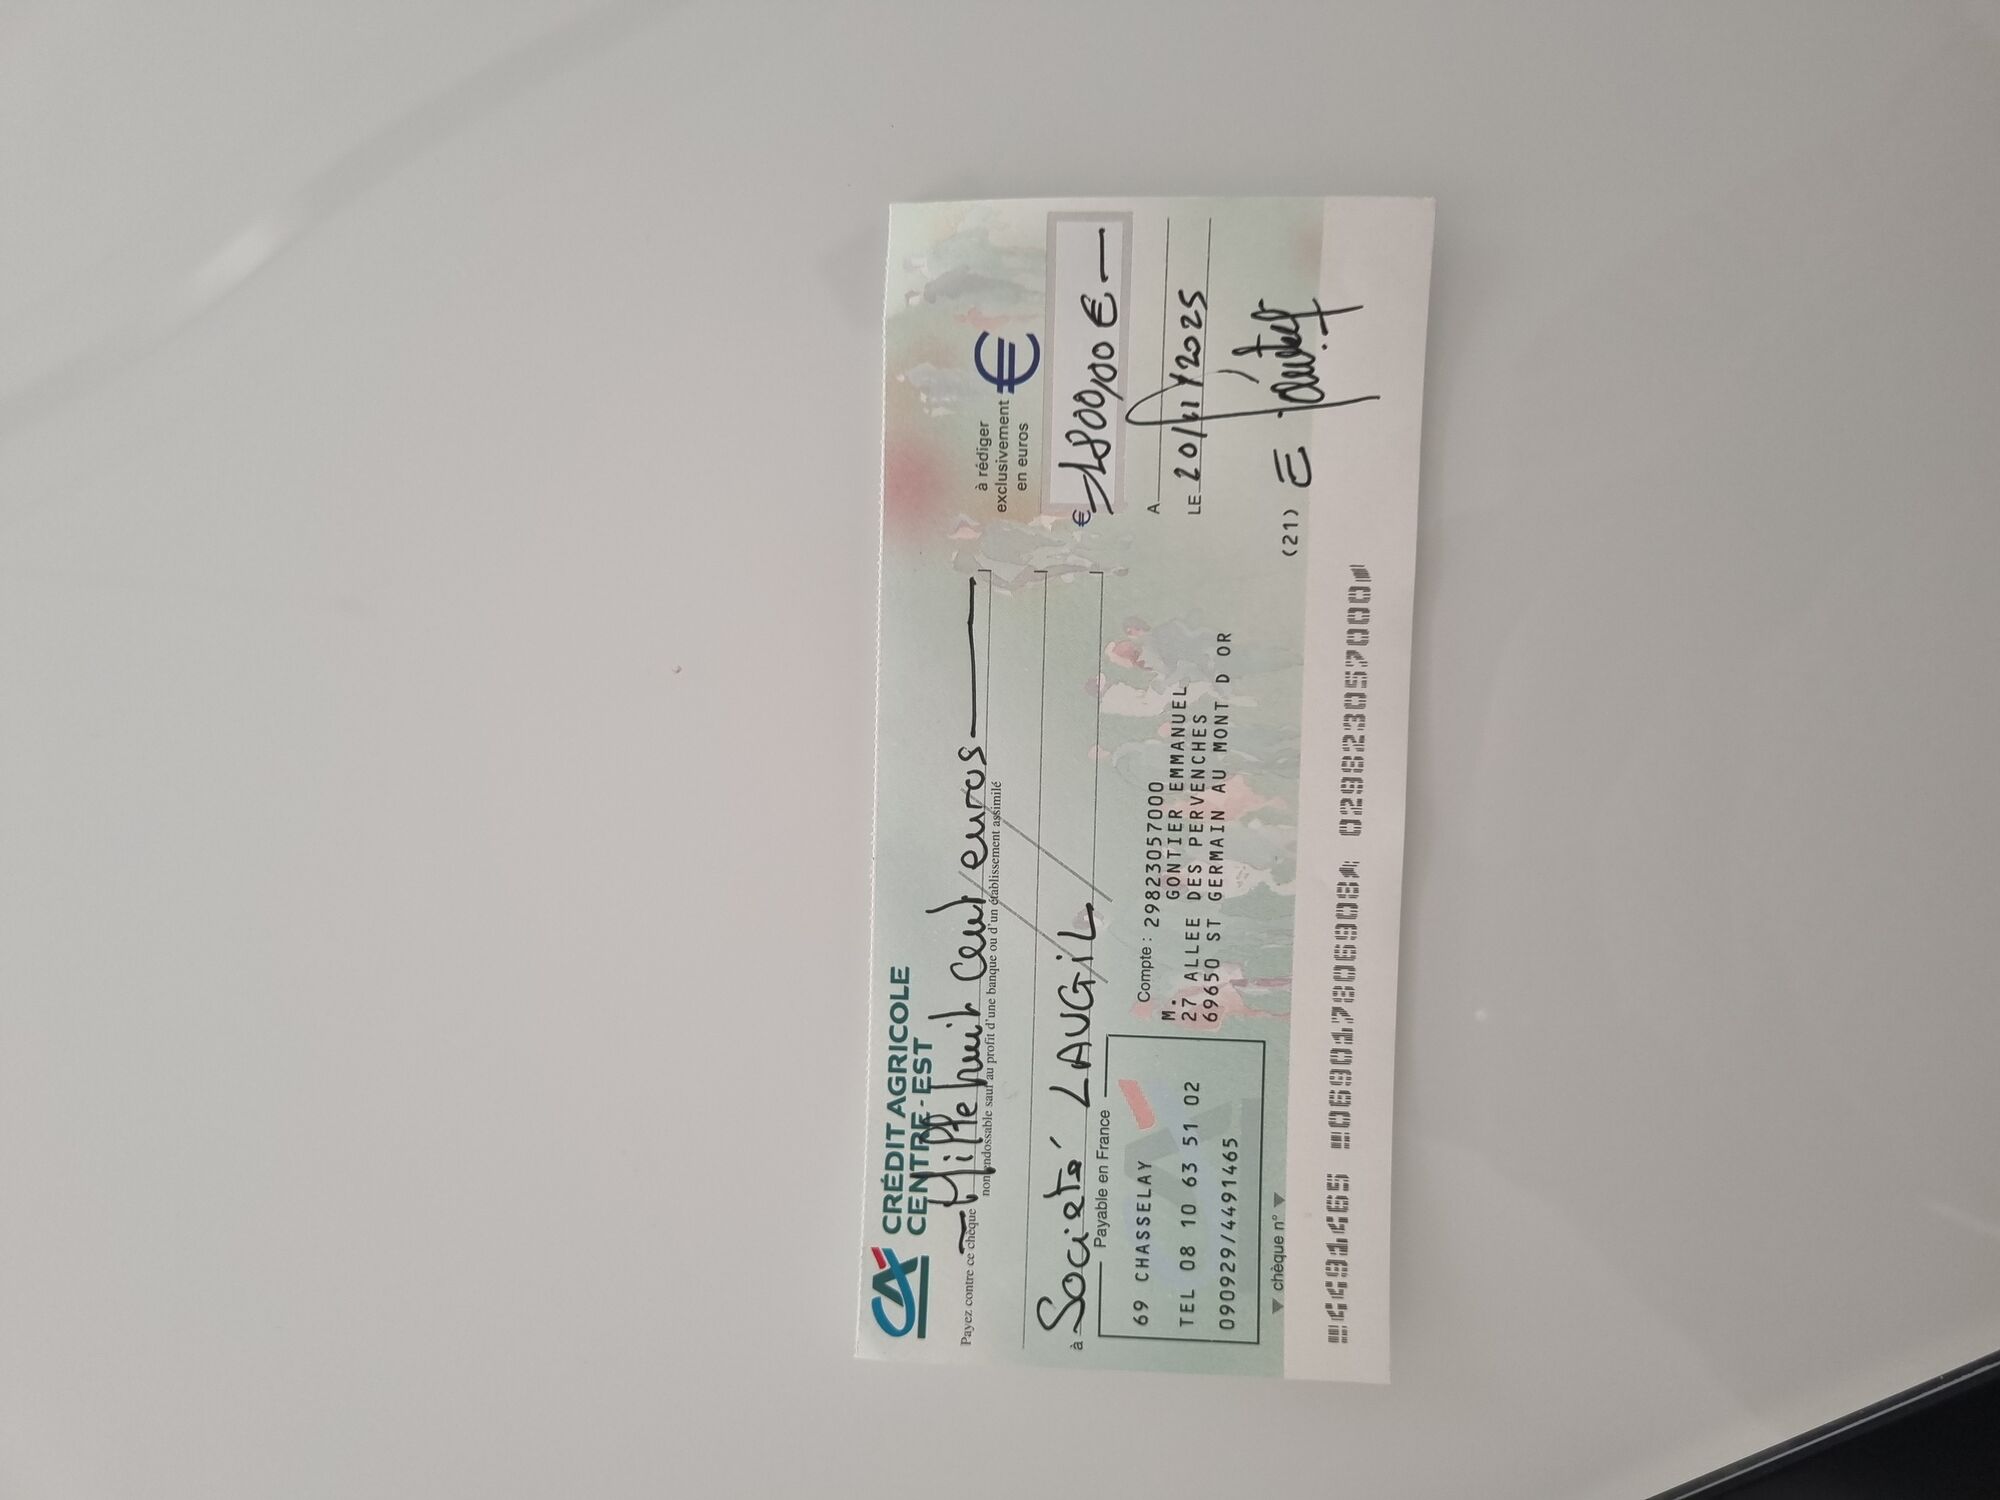 CRÉDIT AGRICOLE
CENTRE-EST
à rédiger
exclusivement
en euros
€
Payez contre ce chèque Mille huit cent euros
non endossable sauf au profit d'une banque ou d'un établissement assimilé
€ 1800,00 €
à Société LAUGIL
Payable en France
A
LE 20/11/2025
69 CHASSELAY
TEL 08 10 63 51 02
090929/4491465
Compte : 29823057000
M. GONTIER EMMANUEL
27 ALLEE DES PERVENCHES
69650 ST GERMAIN AU MONT D OR
(21)
chèque n°
4491465 069017806908 029823057000